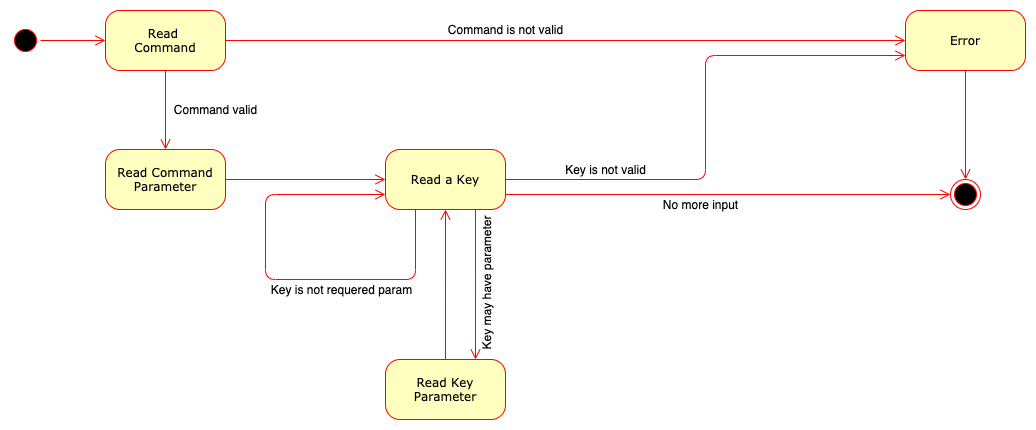 Read
Command
Command is not valid
Error
Command valid
Read Command
Parameter
Read a Key
Key is not valid
No more input
Key is not requered param
Key may have parameter
Read Key
Parameter